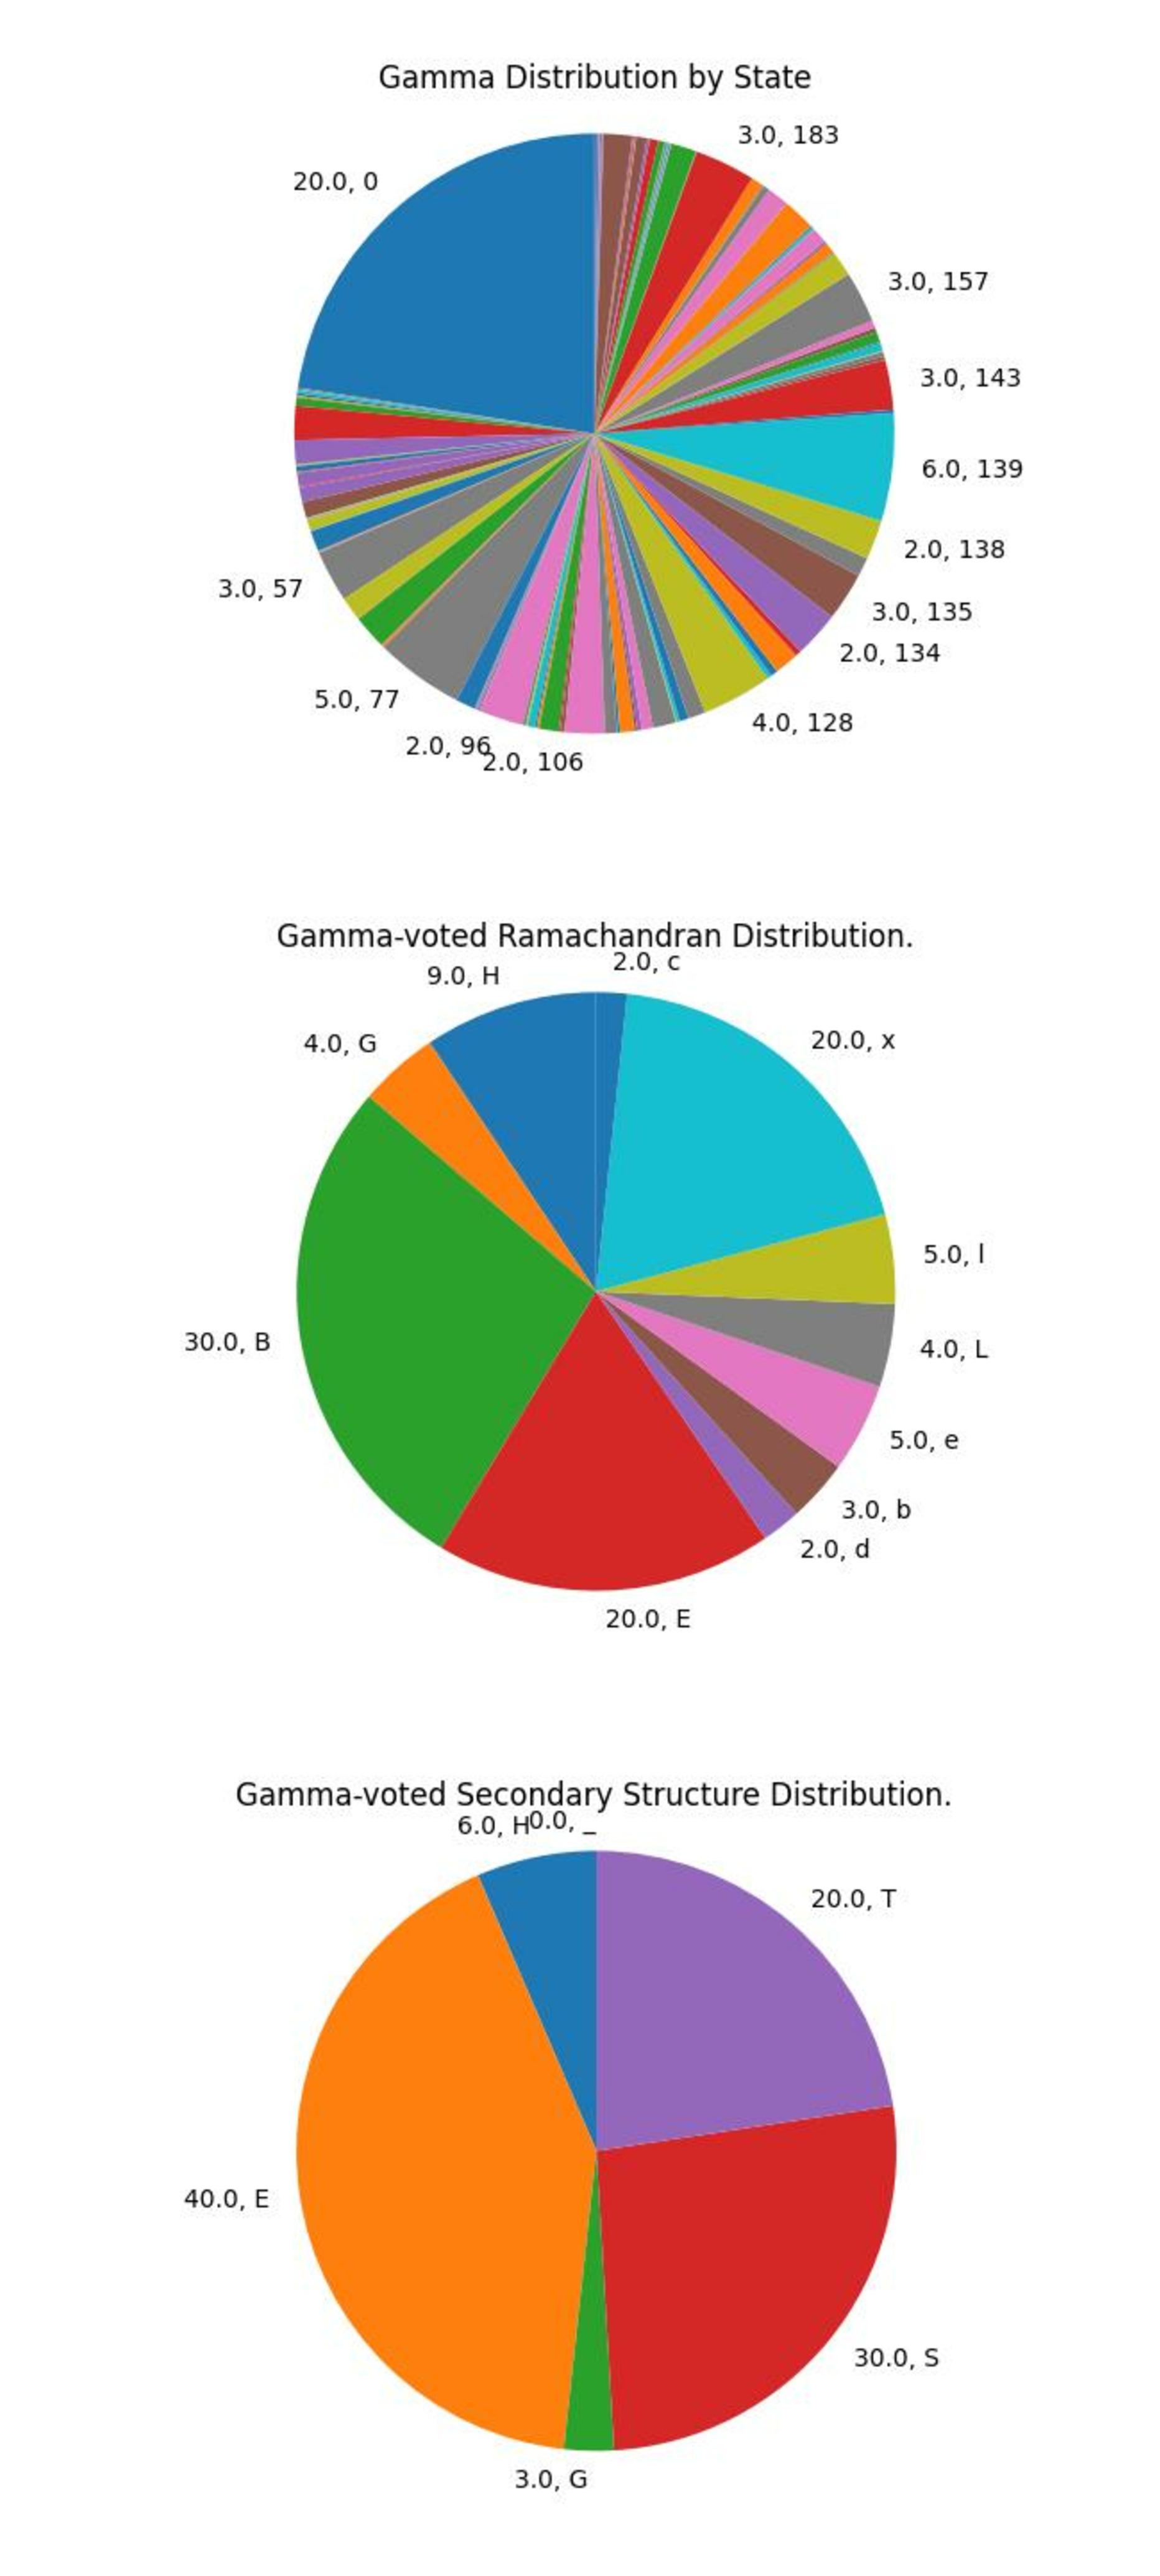 Gamma Distribution by State
3.0, 183
20.0, 0
3.0, 157
3.0, 143
6.0, 139
2.0, 138
3.0, 57
3.0, 135
2.0, 134
5.0, 77
4.0, 128
2.0, 96
2.0, 106
Gamma-voted Ramachandran Distribution.
2.0, c
9.0, H
20.0, x
4.0, G
5.0, l
30.0, B
4.0, L
5.0, e
3.0, b
2.0, d
20.0, E
Gamma-voted Secondary Structure Distribution.
6.0, H
0.0, _
20.0, T
40.0, E
30.0, S
3.0, G